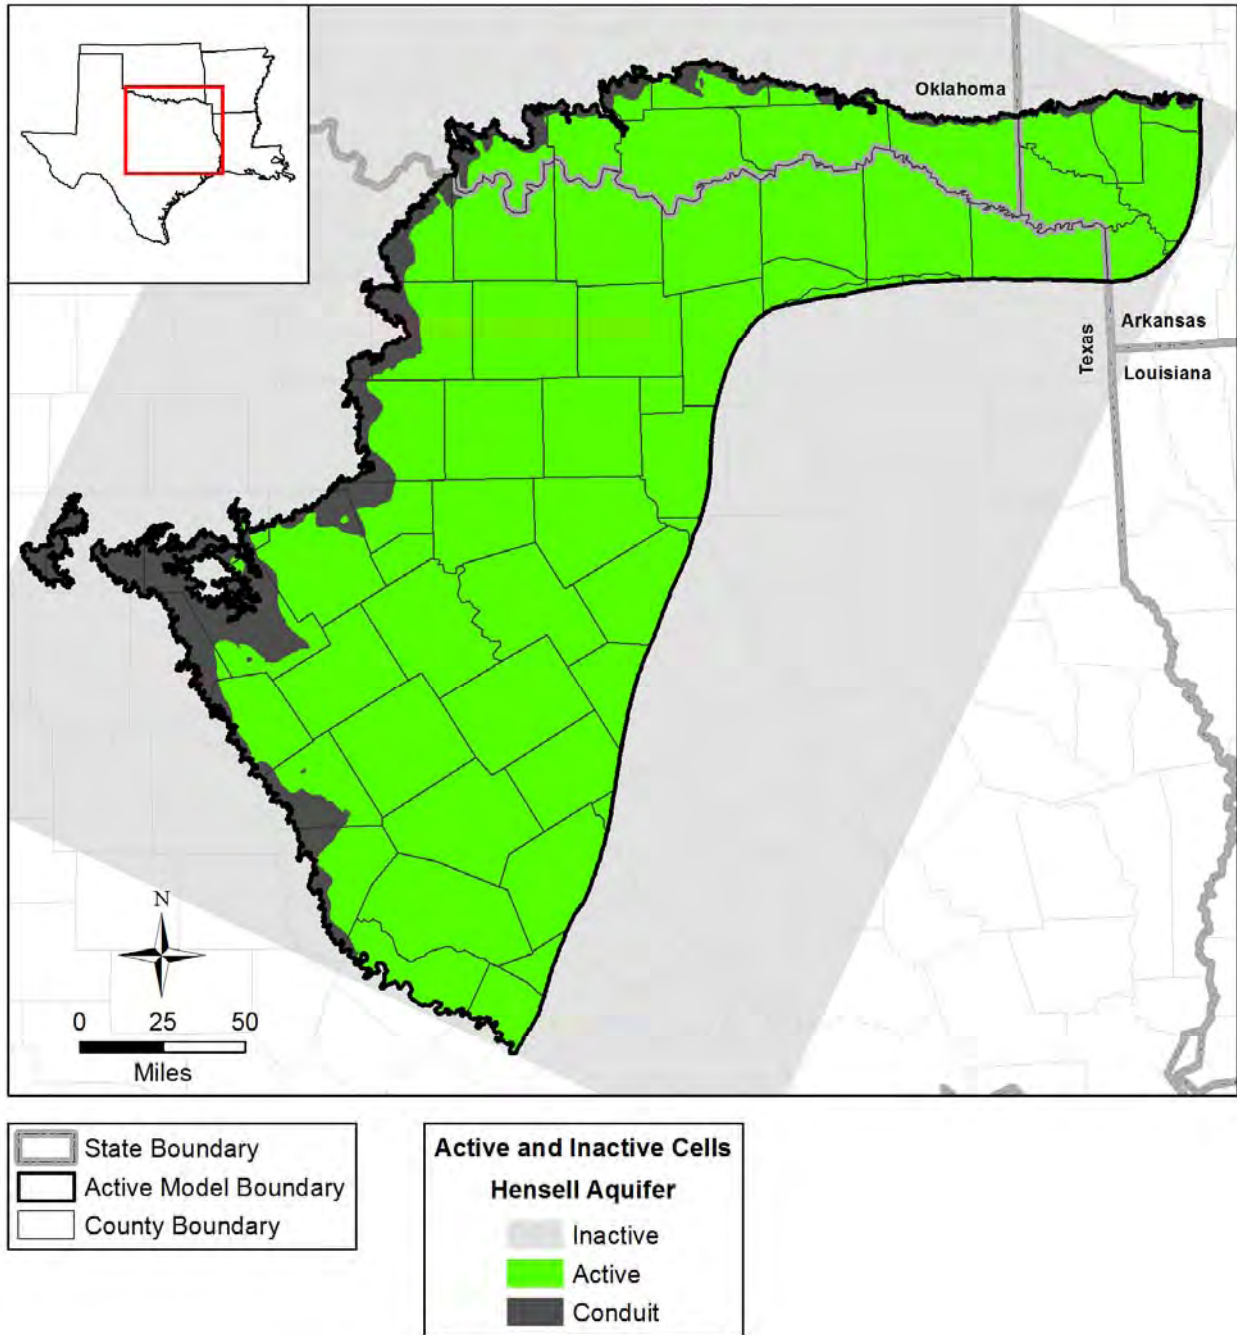 Oklahoma
Texas
Arkansas
Louisiana
N
0 25 50
Miles
State Boundary
Active Model Boundary
County Boundary
Active and Inactive Cells
Hensell Aquifer
Inactive
Active
Conduit